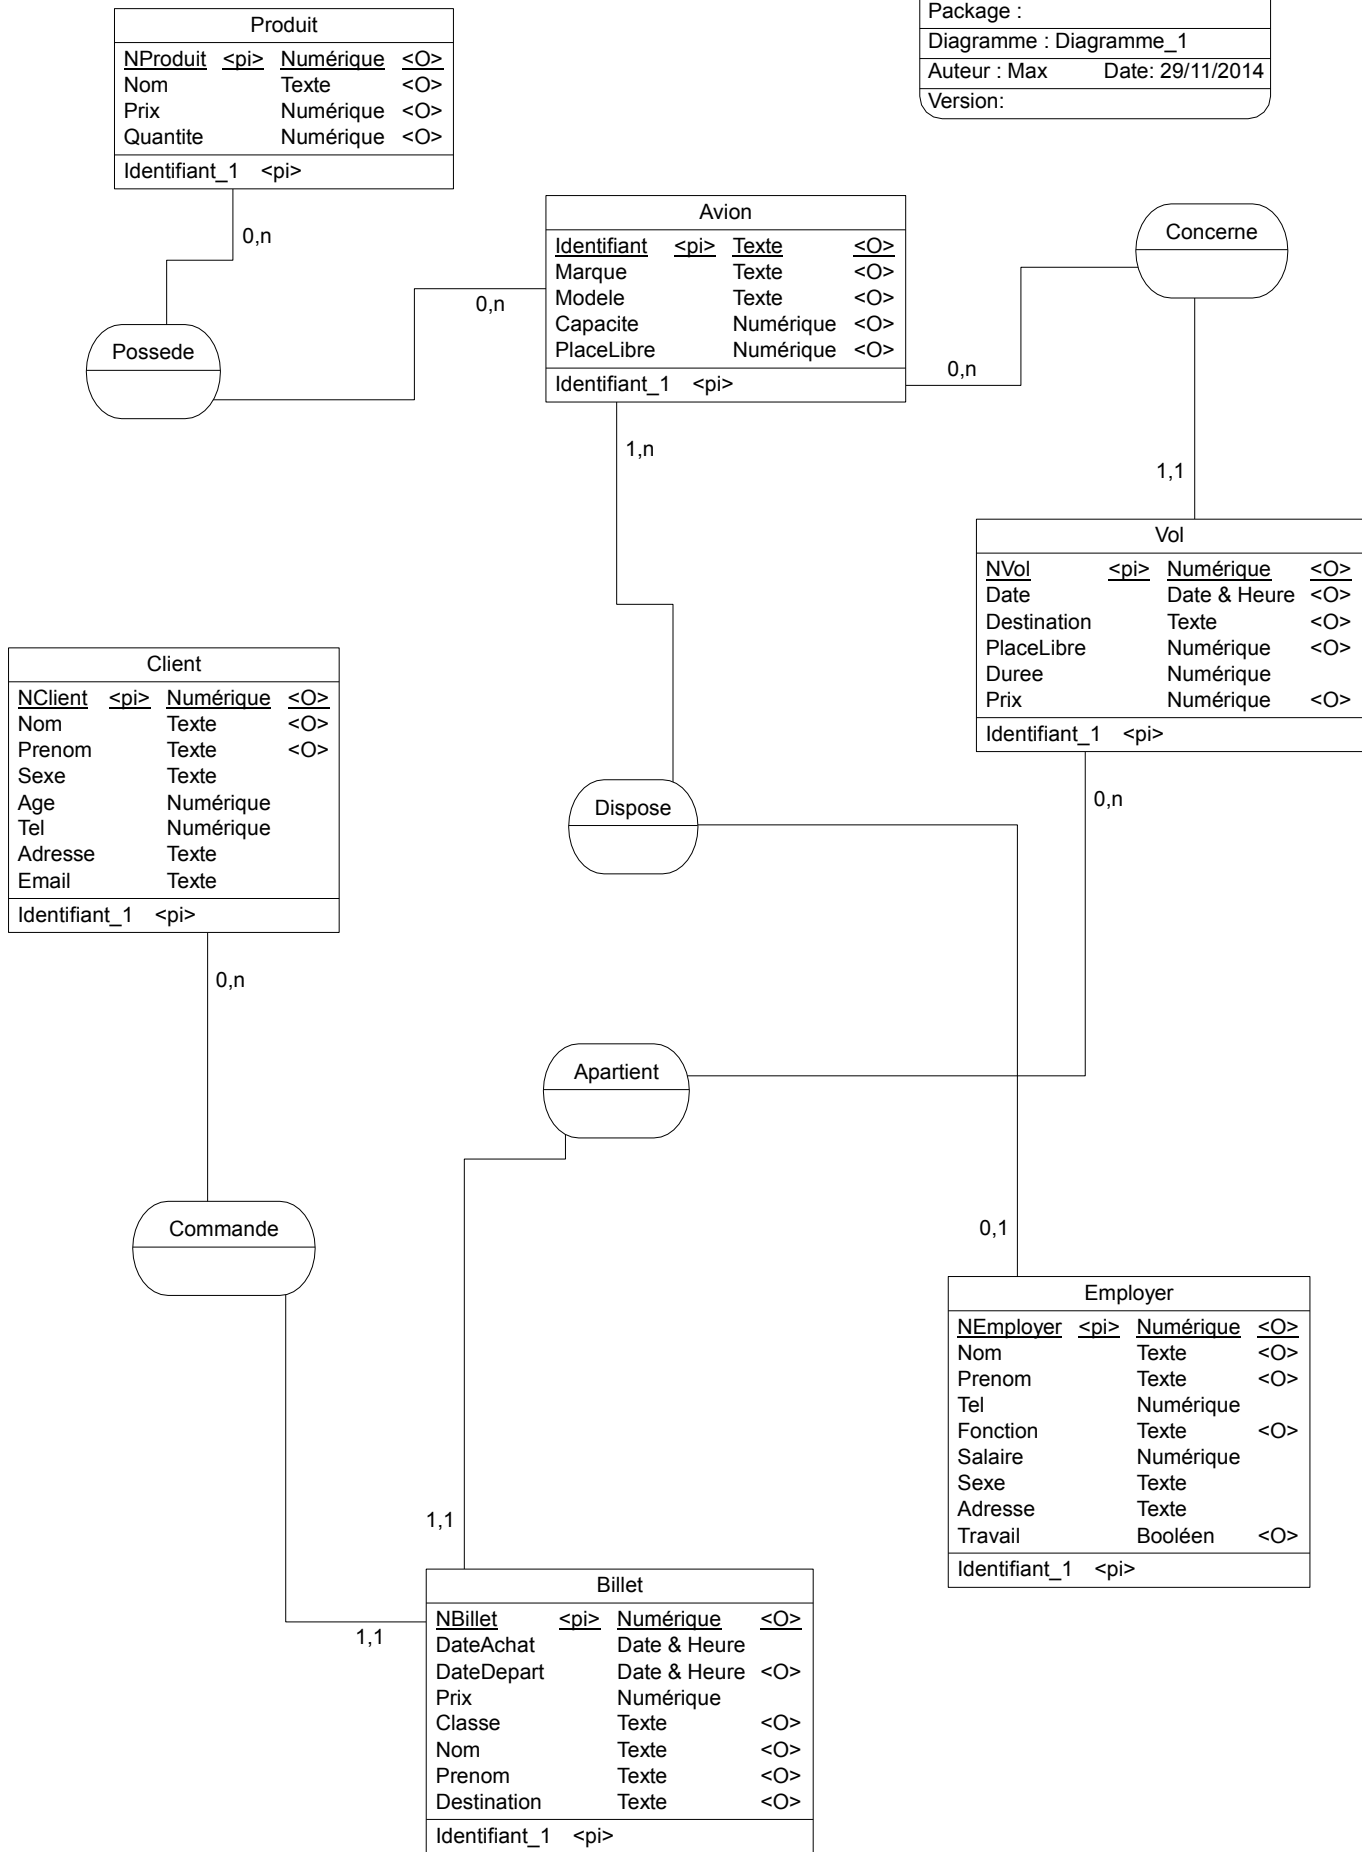 Package :
Diagramme : Diagramme_1
Auteur : Max Date: 29/11/2014
Version:
Produit
NProduit <pi> Numérique <O>
Nom Texte <O>
Prix Numérique <O>
Quantite Numérique <O>
Identifiant_1 <pi>
0,n
Possede
0,n
Avion
Identifiant <pi> Texte <O>
Marque Texte <O>
Modele Texte <O>
Capacite Numérique <O>
PlaceLibre Numérique <O>
Identifiant_1 <pi>
0,n
Concerne
1,1
1,n
Vol
NVol <pi> Numérique <O>
Date Date & Heure <O>
Destination Texte <O>
PlaceLibre Numérique <O>
Duree Numérique
Prix Numérique <O>
Identifiant_1 <pi>
0,n
Client
NClient <pi> Numérique <O>
Nom Texte <O>
Prenom Texte <O>
Sexe Texte
Age Numérique
Tel Numérique
Adresse Texte
Email Texte
Identifiant_1 <pi>
0,n
Dispose
Apartient
Commande
0,1
Employer
NEmployer <pi> Numérique <O>
Nom Texte <O>
Prenom Texte <O>
Tel Numérique
Fonction Texte <O>
Salaire Numérique
Sexe Texte
Adresse Texte
Travail Booléen <O>
Identifiant_1 <pi>
1,1
1,1
Billet
NBillet <pi> Numérique <O>
DateAchat Date & Heure
DateDepart Date & Heure <O>
Prix Numérique
Classe Texte <O>
Nom Texte <O>
Prenom Texte <O>
Destination Texte <O>
Identifiant_1 <pi>